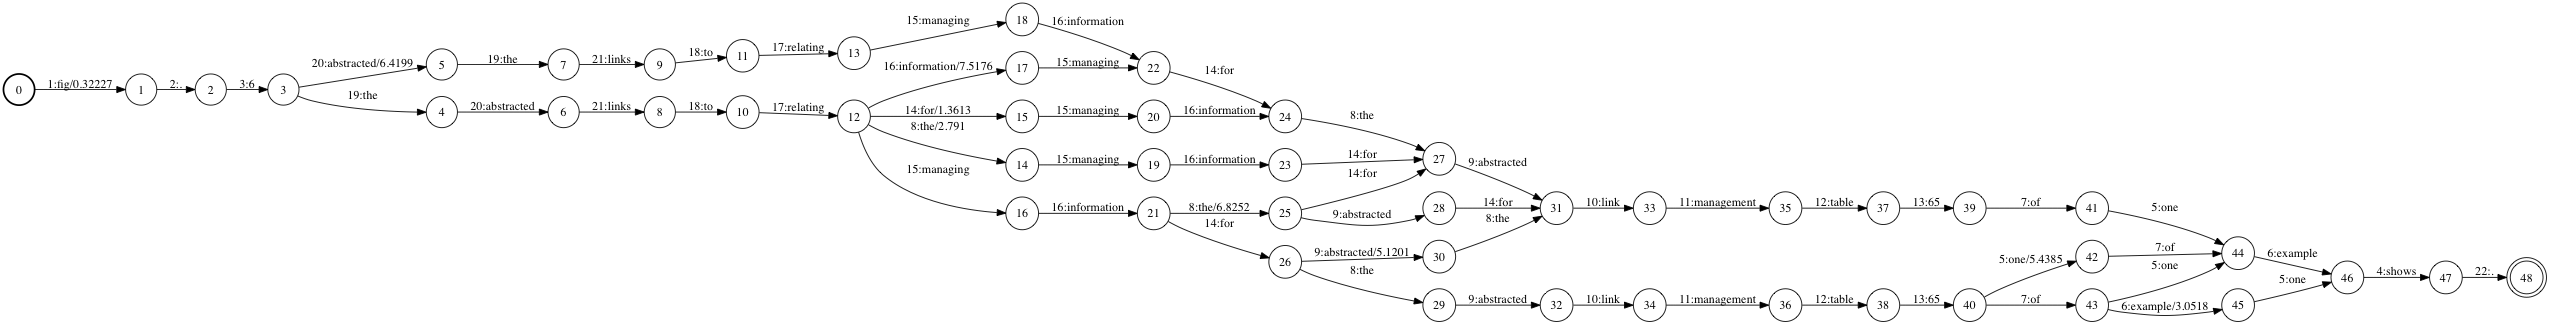 0 1:fig/0.32227 1 2:. 2 3:6 3
20:abstracted/6.4199 5 19:the 7 21:links 9 18:to 11 17:relating 13 15:managing 18 16:information
19:the 4 20:abstracted 6 21:links 8 18:to 10 17:relating 12
16:information/7.5176 17 15:managing 22 14:for
14:for/1.3613 15 15:managing 20 16:information 24 8:the
8:the/2.791 14 15:managing 19 16:information 23 14:for 27 9:abstracted
15:managing 16 16:information 21 8:the/6.8252 25 14:for
9:abstracted 28 14:for 31 10:link 33 11:management 35 12:table 37 13:65 39 7:of 41 5:one
14:for 26 9:abstracted/5.1201 30 8:the
8:the 29 9:abstracted 32 10:link 34 11:management 36 12:table 38 13:65 40
5:one/5.4385 42 7:of 44 6:example
7:of 43 5:one
6:example/3.0518 45 5:one 46 4:shows 47 22:. 48